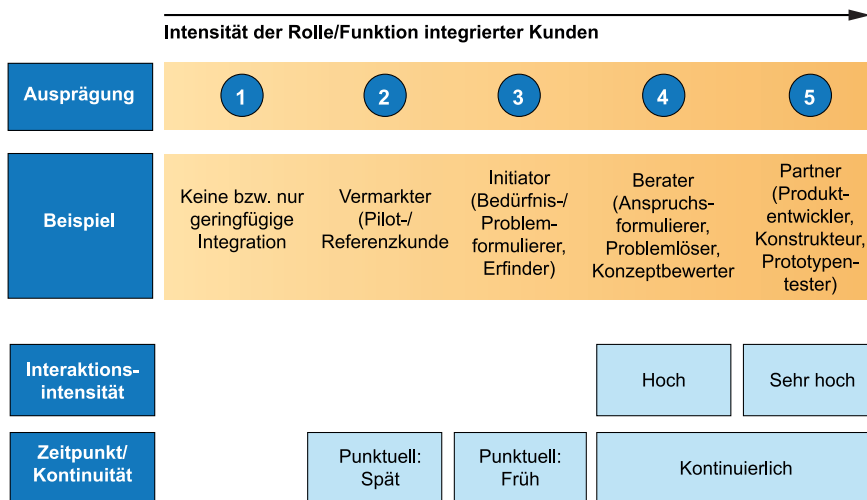 Intensität der Rolle/Funktion integrierter Kunden
Ausprägung
1
2
3
4
5
Beispiel
Keine bzw. nur
geringfügige
Integration
Vermarkter
(Pilot-/
Referenzkunde
Initiator
(Bedürfnis-/
Problem-
formulierer,
Erfinder)
Berater
(Anspruchs-
formulierer,
Problemlöser,
Konzeptbewerter
Partner
(Produkt-
entwickler,
Konstrukteur,
Prototypen-
tester)
Interaktions-
intensität
Hoch
Sehr hoch
Zeitpunkt/
Kontinuität
Punktuell:
Spät
Punktuell:
Früh
Kontinuierlich